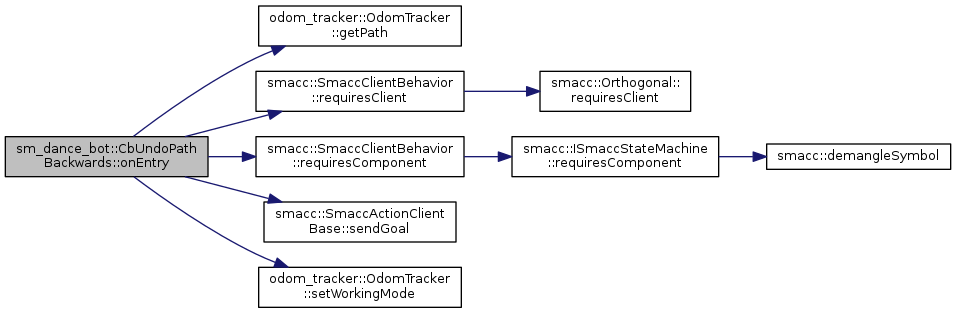 odom_tracker::OdomTracker
::getPath
smacc::SmaccClientBehavior
::requiresClient
smacc::Orthogonal::
requiresClient
sm_dance_bot::CbUndoPath
Backwards::onEntry
smacc::SmaccClientBehavior
::requiresComponent
smacc::ISmaccStateMachine
::requiresComponent
smacc::demangleSymbol
smacc::SmaccActionClient
Base::sendGoal
odom_tracker::OdomTracker
::setWorkingMode